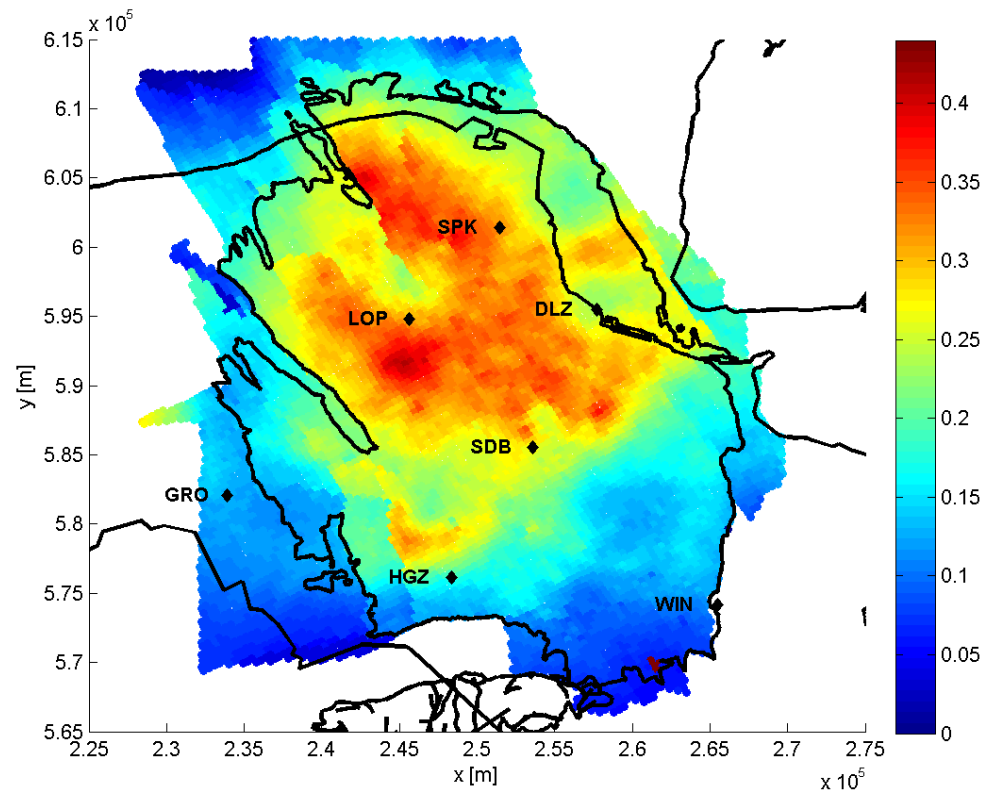 x 10^5
6.15
6.1
6.05
6
5.95
5.9
5.85
5.8
5.75
5.7
5.65
y [m]
SPK
LOP
DLZ
SDB
GRO
HGZ
WIN
0.4
0.35
0.3
0.25
0.2
0.15
0.1
0.05
0
2.25 2.3 2.35 2.4 2.45 2.5 2.55 2.6 2.65 2.7 2.75
x [m]
x 10^5